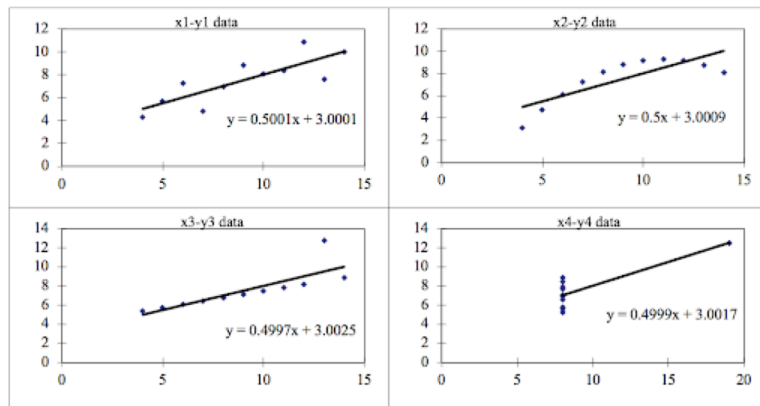 x1-y1 data
12
10
8
6
4
2
0
y = 0.5001x + 3.0001
0 5 10 15
x2-y2 data
12
10
8
6
4
2
0
y = 0.5x + 3.0009
0 5 10 15
x3-y3 data
14
12
10
8
6
4
2
0
y = 0.4997x + 3.0025
0 5 10 15
x4-y4 data
14
12
10
8
6
4
2
0
y = 0.4999x + 3.0017
0 5 10 15 20